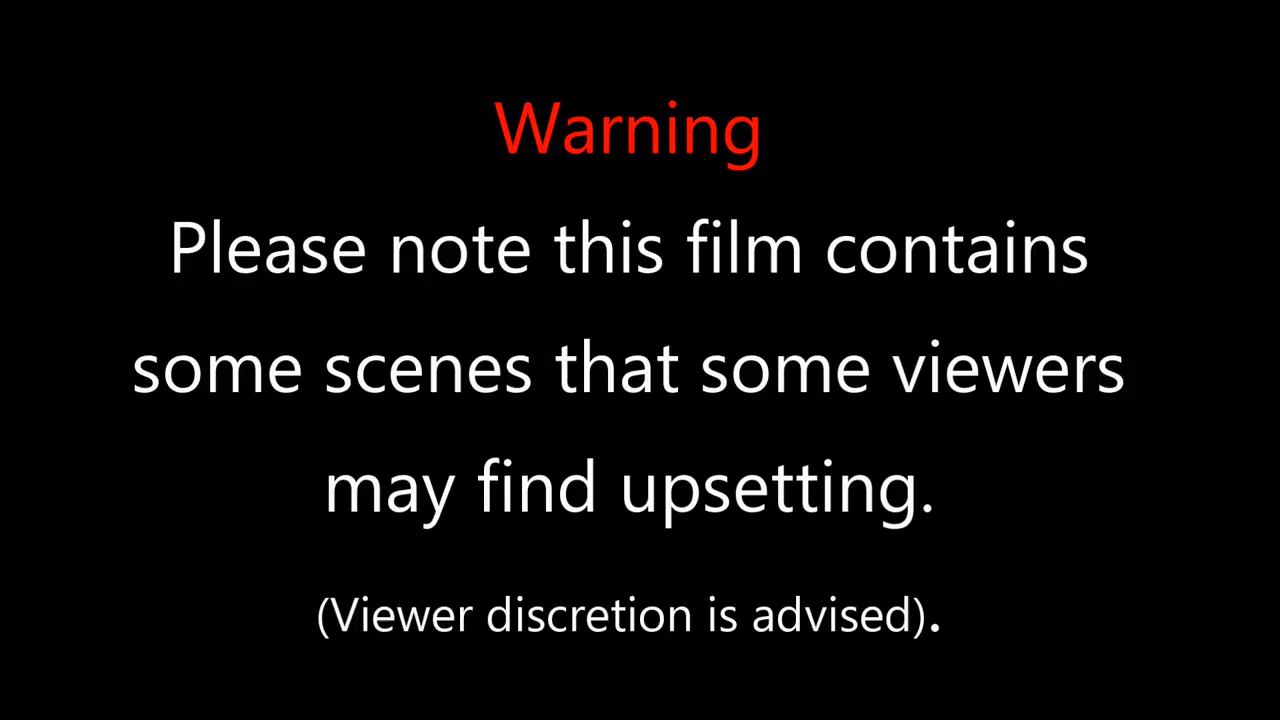 Warning
Please note this film contains
some scenes that some viewers
may find upsetting.
(Viewer discretion is advised).